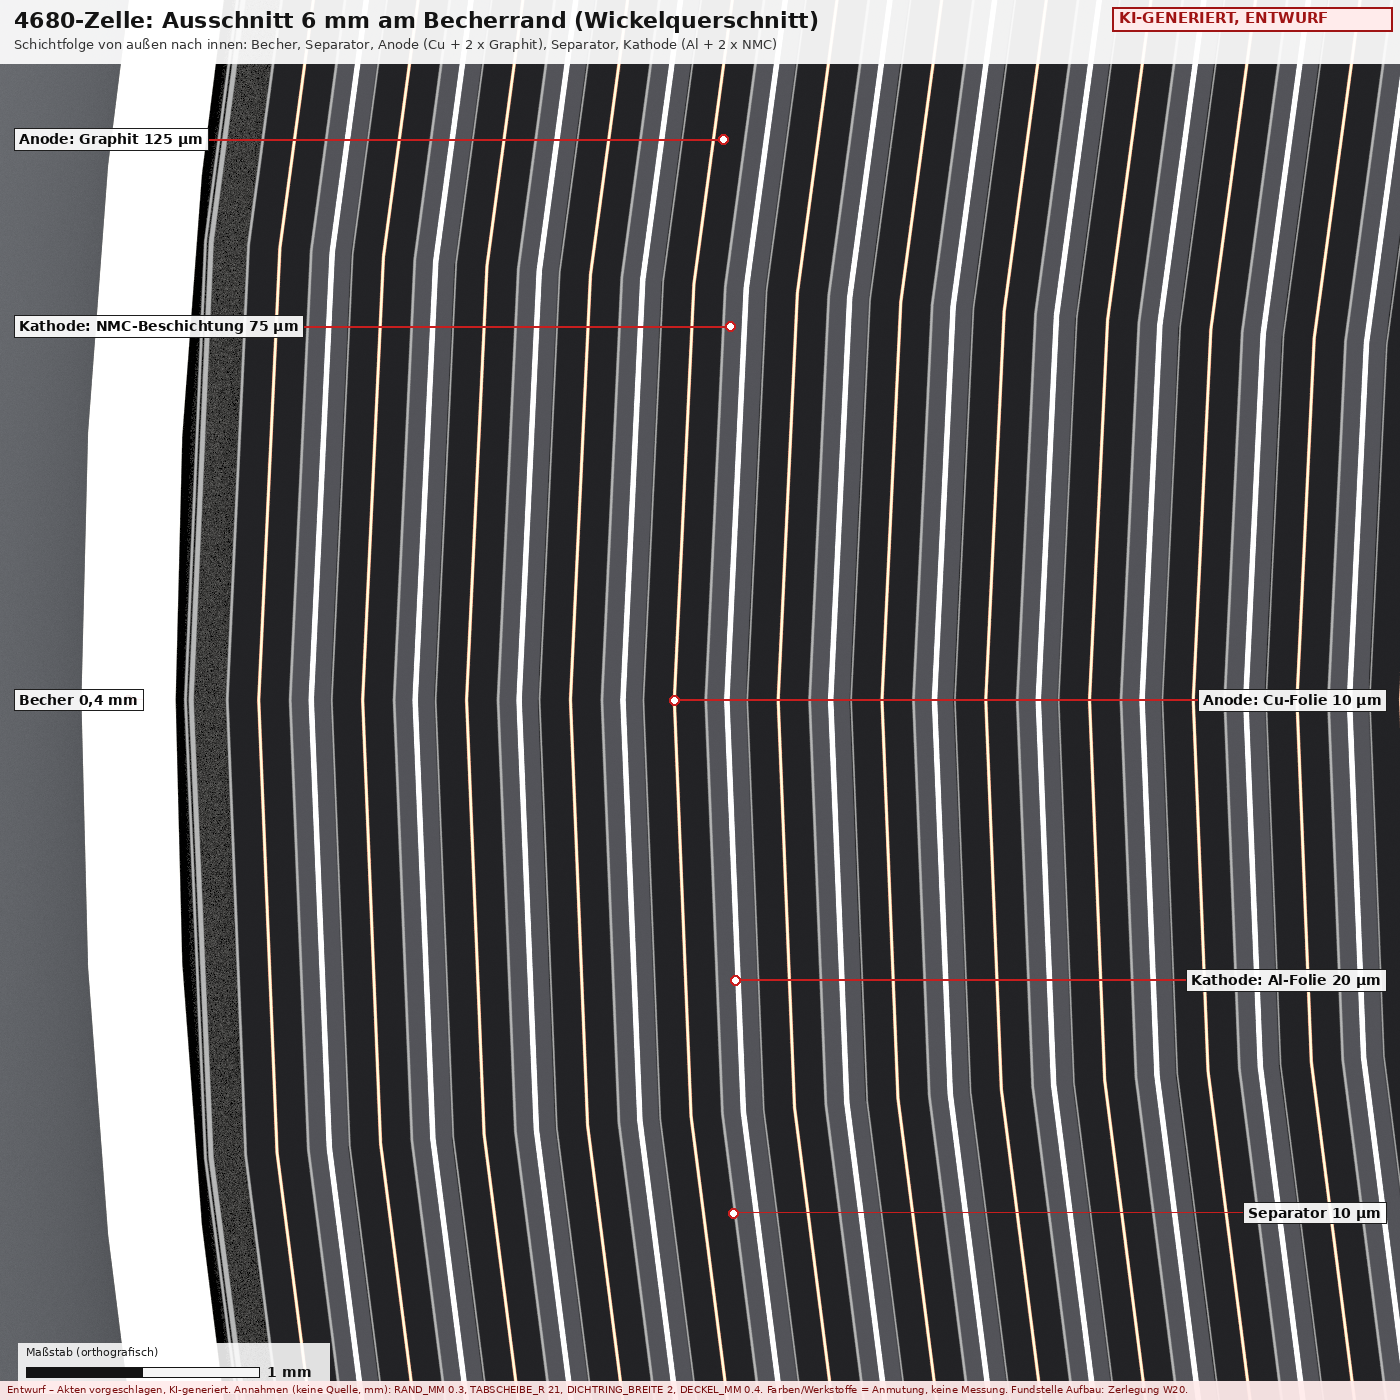 4680-Zelle: Ausschnitt 6 mm am Becherrand (Wickelquerschnitt)
KI-GENERIERT, ENTWURF
Schichtfolge von außen nach innen: Becher, Separator, Anode (Cu + 2 x Graphit), Separator, Kathode (Al + 2 x NMC)
Anode: Graphit 125 µm
Kathode: NMC-Beschichtung 75 µm
Becher 0,4 mm
Anode: Cu-Folie 10 µm
Kathode: Al-Folie 20 µm
Separator 10 µm
Maßstab (orthografisch)
1 mm
Entwurf – Akten vorgeschlagen, KI-generiert. Annahmen (keine Quelle, mm): RAND_MM 0.3, TABSCHEIBE_R 21, DICHTRING_BREITE 2, DECKEL_MM 0.4. Farben/Werkstoffe = Anmutung, keine Messung. Fundstelle Aufbau: Zerlegung W20.